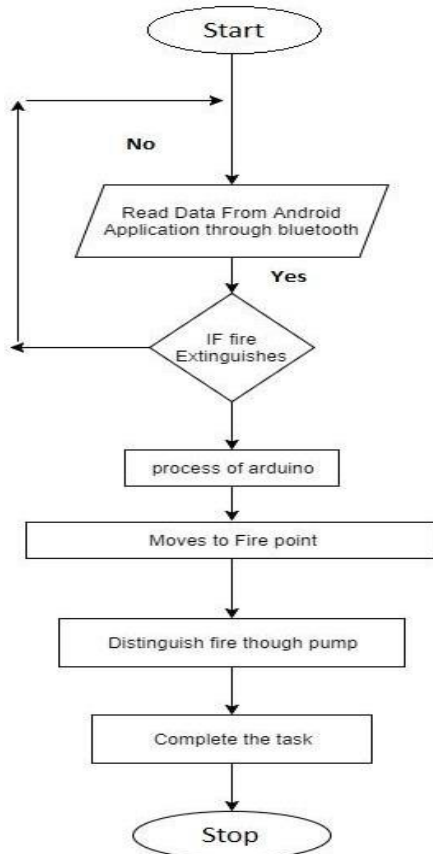 Start
No
Read Data From Android
Application through bluetooth
Yes
IF fire
Extinguishes
process of arduino
Moves to Fire point
Distinguish fire though pump
Complete the task
Stop